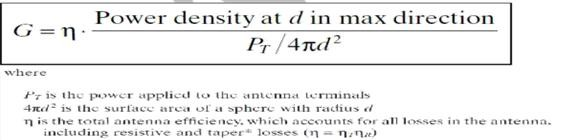 G = η · Power density at d in max direction / P_T/4πd²
where
P_T is the power applied to the antenna terminals
4πd² is the surface area of a sphere with radius d
η is the total antenna efficiency, which accounts for all losses in the antenna,
including resistive and taper* losses (η = η_Tη_R)